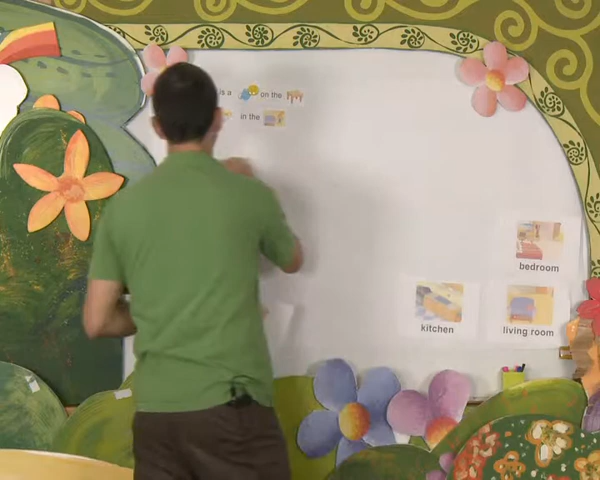 is a on the
in the
bedroom
kitchen
living room